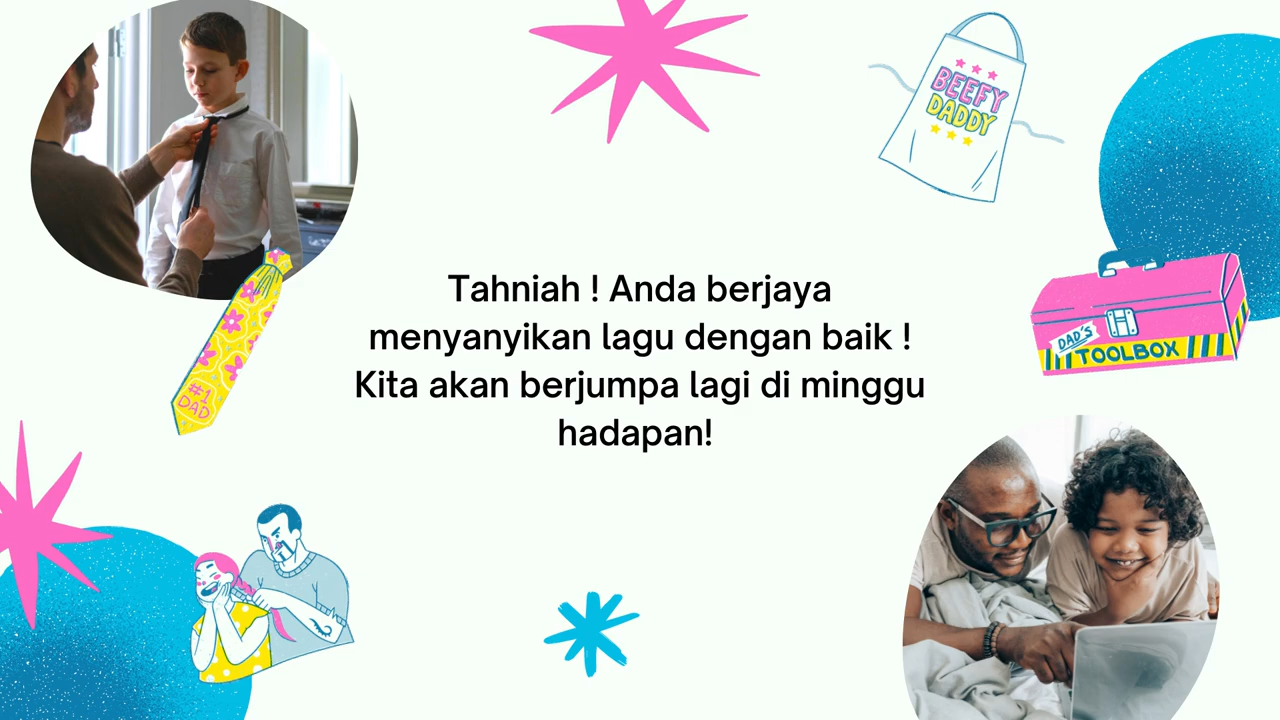 BEEFY
DADDY
Tahniah ! Anda berjaya
menyanyikan lagu dengan baik !
Kita akan berjumpa lagi di minggu
hadapan!
DAD'S
TOOLBOX
#1
DAD